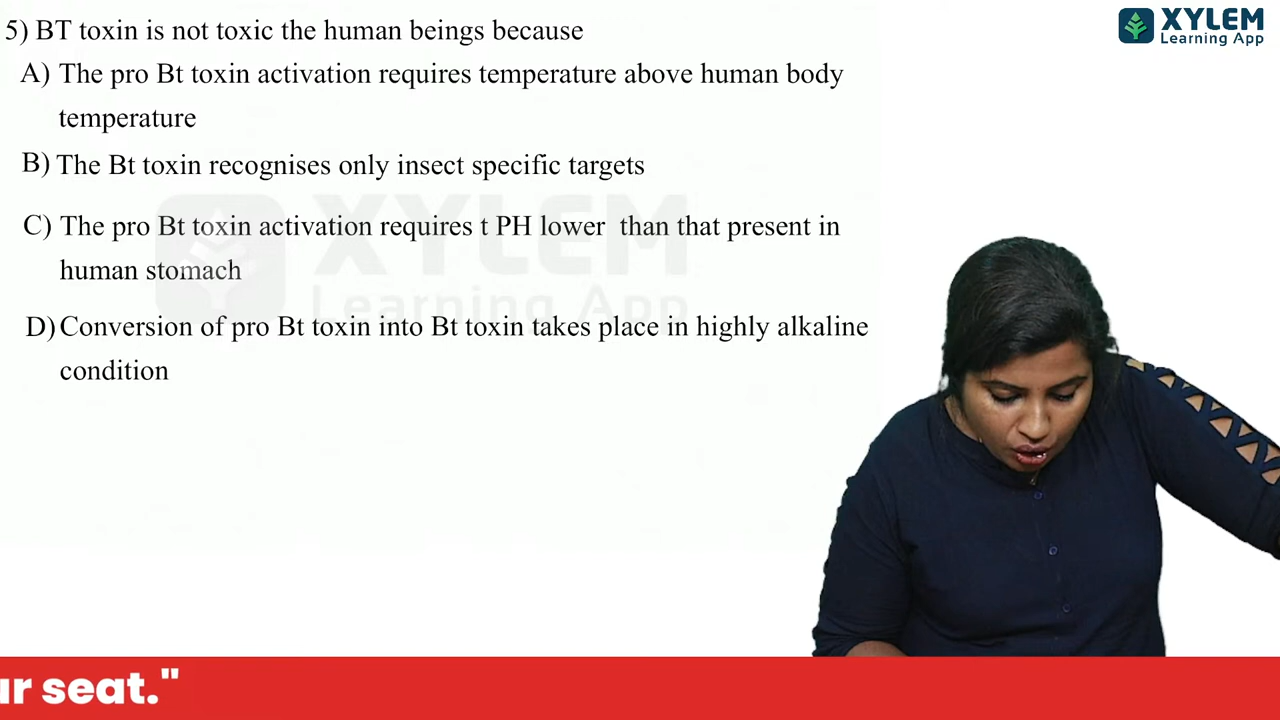 5) BT toxin is not toxic the human beings because
XYLEM
Learning App
A) The pro Bt toxin activation requires temperature above human body
temperature
B) The Bt toxin recognises only insect specific targets
C) The pro Bt toxin activation requires t PH lower than that present in
human stomach
XYLEM
Learning App
D) Conversion of pro Bt toxin into Bt toxin takes place in highly alkaline
condition
seat."